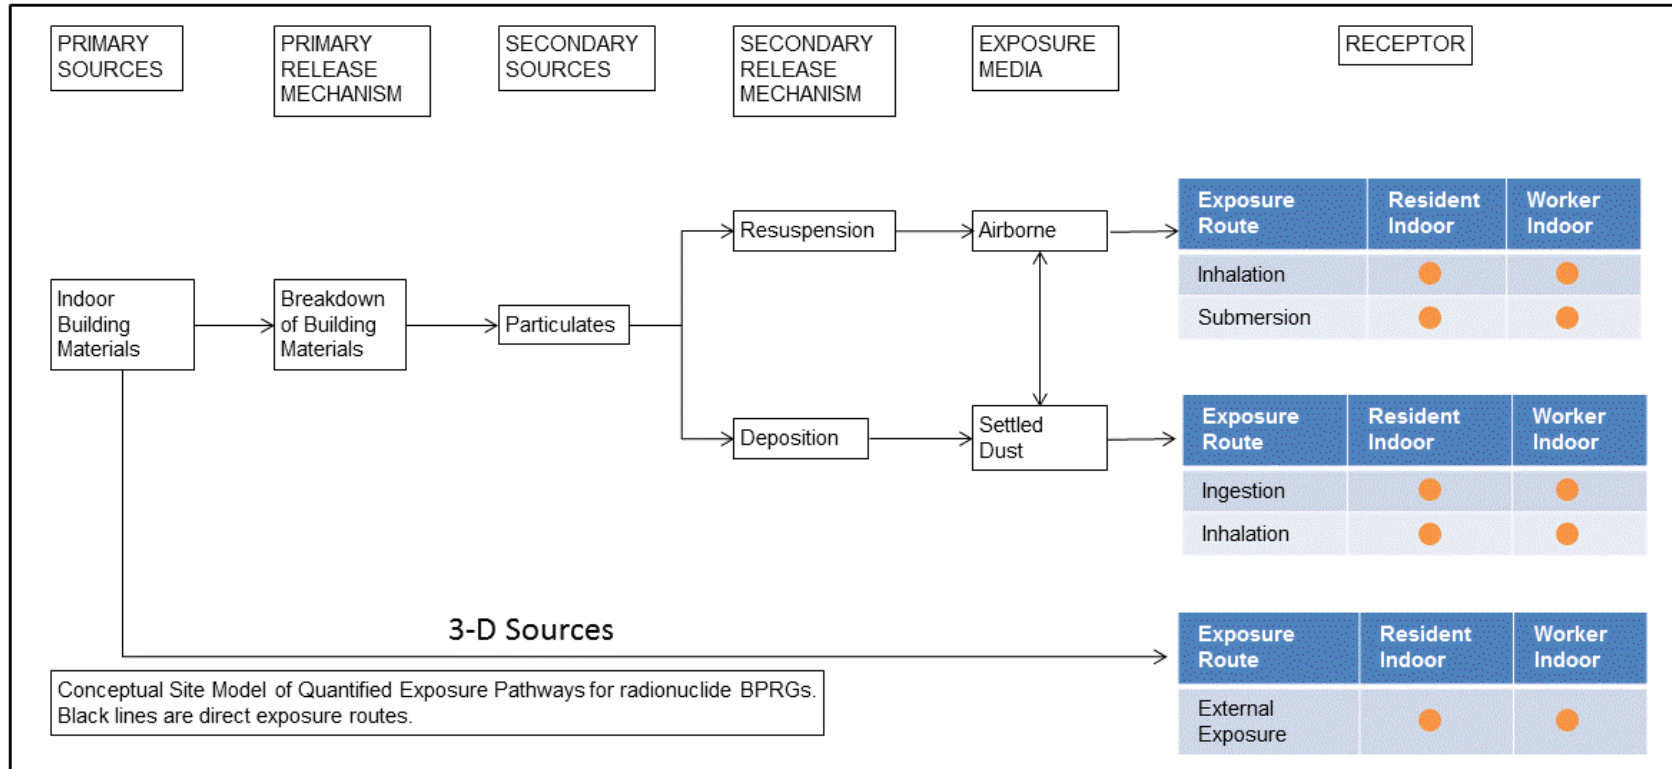 PRIMARY
SOURCES
PRIMARY
RELEASE
MECHANISM
SECONDARY
SOURCES
SECONDARY
RELEASE
MECHANISM
EXPOSURE
MEDIA
RECEPTOR
Indoor
Building
Materials
Breakdown
of Building
Materials
Particulates
Resuspension
Airborne
Deposition
Settled
Dust
Exposure Route Resident Indoor Worker Indoor
Inhalation
Submersion
Exposure Route Resident Indoor Worker Indoor
Ingestion
Inhalation
3-D Sources
Exposure Route Resident Indoor Worker Indoor
External
Exposure
Conceptual Site Model of Quantified Exposure Pathways for radionuclide BPRGs.
Black lines are direct exposure routes.